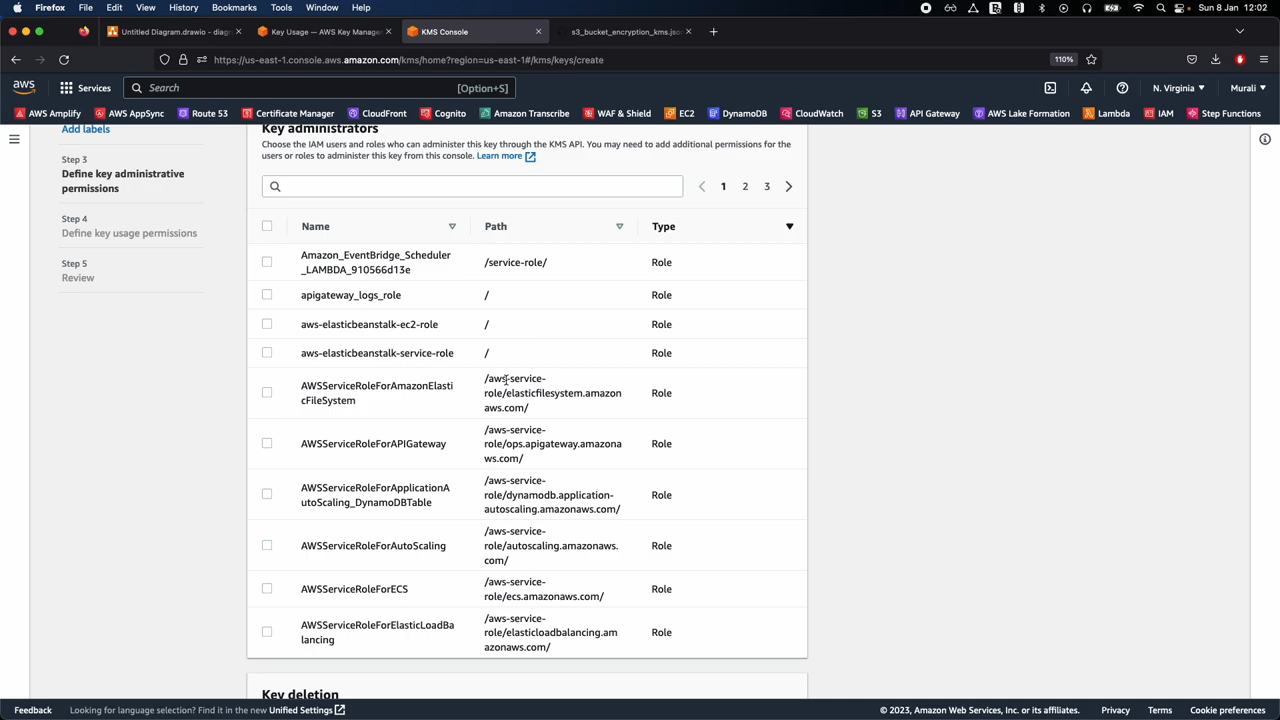 Firefox File Edit View History Bookmarks Tools Window Help Sun 8 Jan 12:02
Untitled Diagram.drawio - diagr
Key Usage — AWS Key Manage
KMS Console
s3_bucket_encryption_kms.jso
https://us-east-1.console.aws.amazon.com/kms/home?region=us-east-1#/kms/keys/create
110%
aws
Services
Search
[Option+S]
N. Virginia
Murali
AWS Amplify
AWS AppSync
Route 53
Certificate Manager
CloudFront
Cognito
Amazon Transcribe
WAF & Shield
EC2
DynamoDB
CloudWatch
S3
API Gateway
AWS Lake Formation
Lambda
IAM
Step Functions
Add labels
Step 3
Define key administrative
permissions
Step 4
Define key usage permissions
Step 5
Review
Key administrators
Choose the IAM users and roles who can administer this key through the KMS API. You may need to add additional permissions for the
users or roles to administer this key from this console. Learn more
1 2 3
Name Path Type
Amazon_EventBridge_Scheduler
_LAMBDA_910566d13e
/service-role/
Role
apigateway_logs_role
/
Role
aws-elasticbeanstalk-ec2-role
/
Role
aws-elasticbeanstalk-service-role
/
Role
AWSServiceRoleForAmazonElasti
cFileSystem
/aws-service-
role/elasticfilesystem.amazon
aws.com/
Role
AWSServiceRoleForAPIGateway
/aws-service-
role/ops.apigateway.amazona
ws.com/
Role
AWSServiceRoleForApplicationA
utoScaling_DynamoDBTable
/aws-service-
role/dynamodb.application-
autoscaling.amazonaws.com/
Role
AWSServiceRoleForAutoScaling
/aws-service-
role/autoscaling.amazonaws.
com/
Role
AWSServiceRoleForECS
/aws-service-
role/ecs.amazonaws.com/
Role
AWSServiceRoleForElasticLoadBa
lancing
/aws-service-
role/elasticloadbalancing.am
azonaws.com/
Role
Key deletion
Feedback
Looking for language selection? Find it in the new Unified Settings
© 2023, Amazon Web Services, Inc. or its affiliates.
Privacy
Terms
Cookie preferences